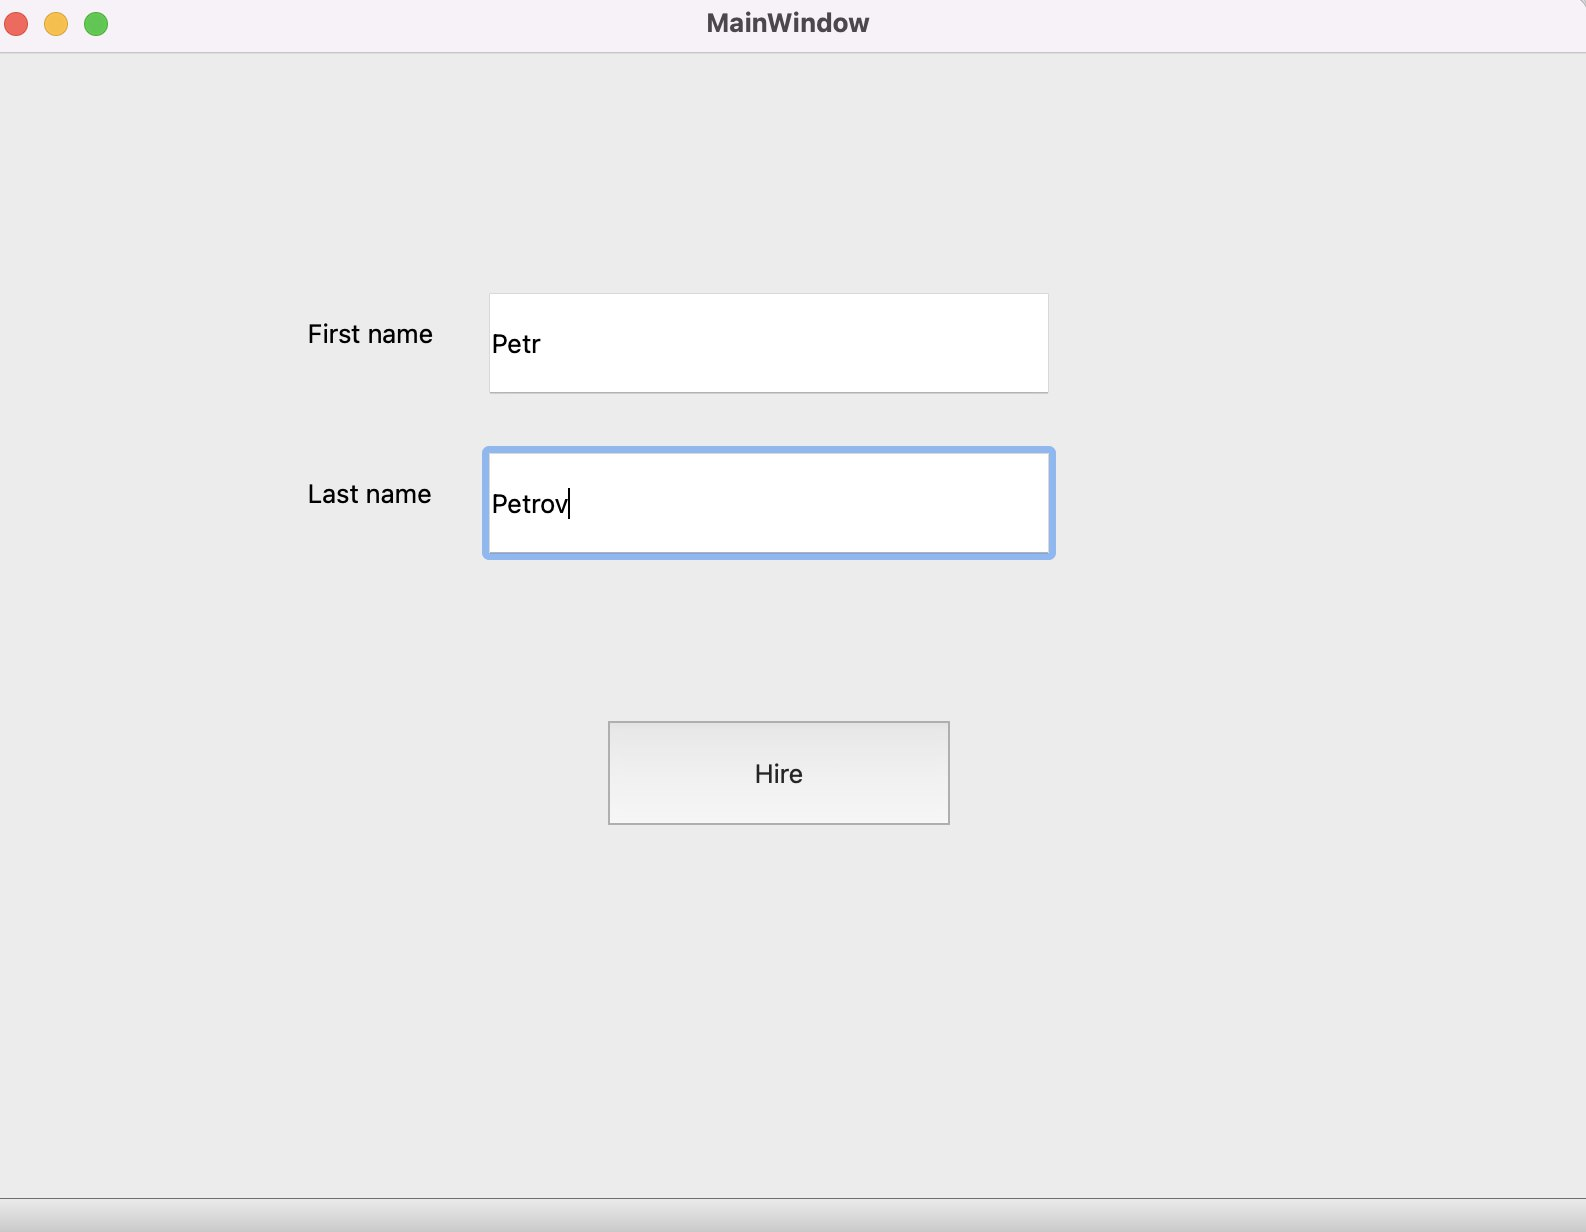 MainWindow
First name
Petr
Last name
Petrov
Hire